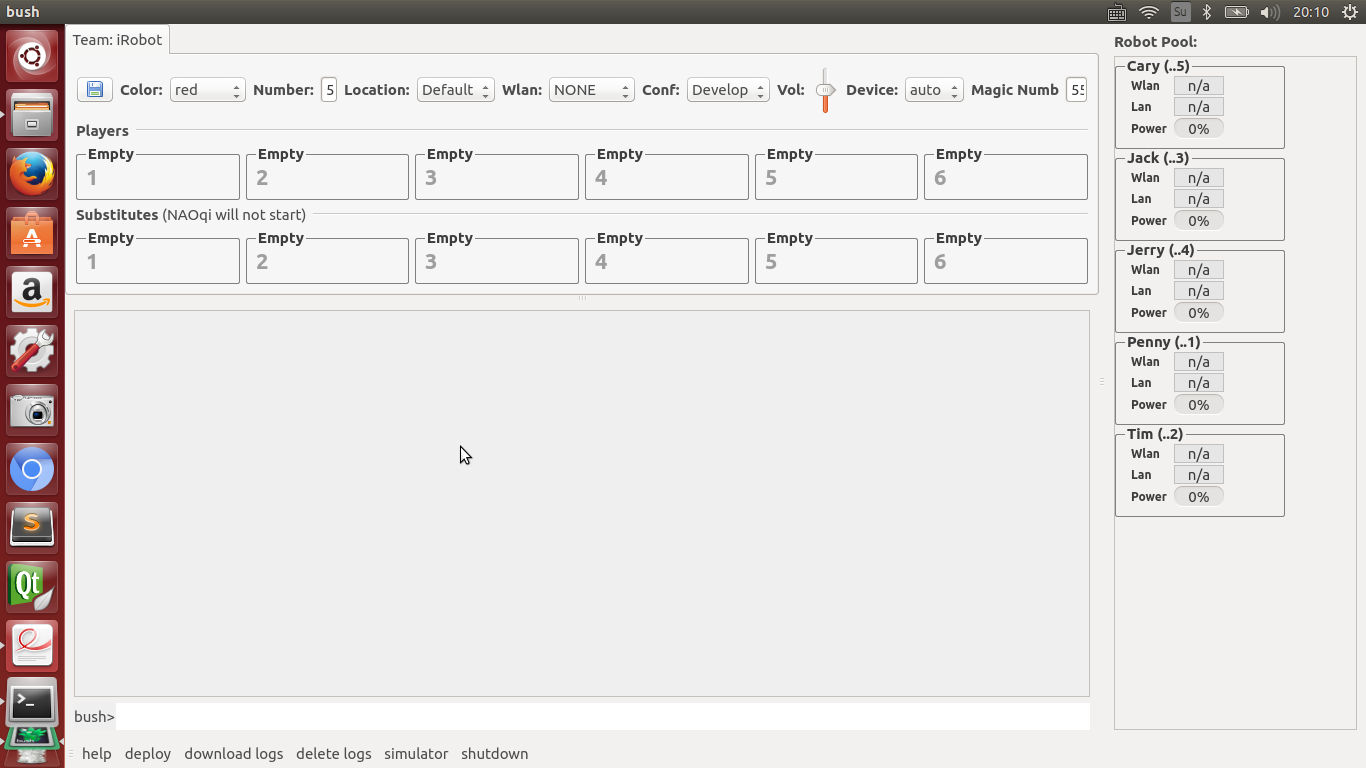 bush
Su
20:10
Team: iRobot
Color: red Number: 5 Location: Default Wlan: NONE Conf: Develop Vol: Device: auto Magic Numb 55
Players
Empty Empty Empty Empty Empty Empty
1 2 3 4 5 6
Substitutes (NAOqi will not start)
Empty Empty Empty Empty Empty Empty
1 2 3 4 5 6
bush>
help deploy download logs delete logs simulator shutdown
Robot Pool:
Cary (..5)
Wlan n/a
Lan n/a
Power 0%
Jack (..3)
Wlan n/a
Lan n/a
Power 0%
Jerry (..4)
Wlan n/a
Lan n/a
Power 0%
Penny (..1)
Wlan n/a
Lan n/a
Power 0%
Tim (..2)
Wlan n/a
Lan n/a
Power 0%
A
a
S
Qt
>_